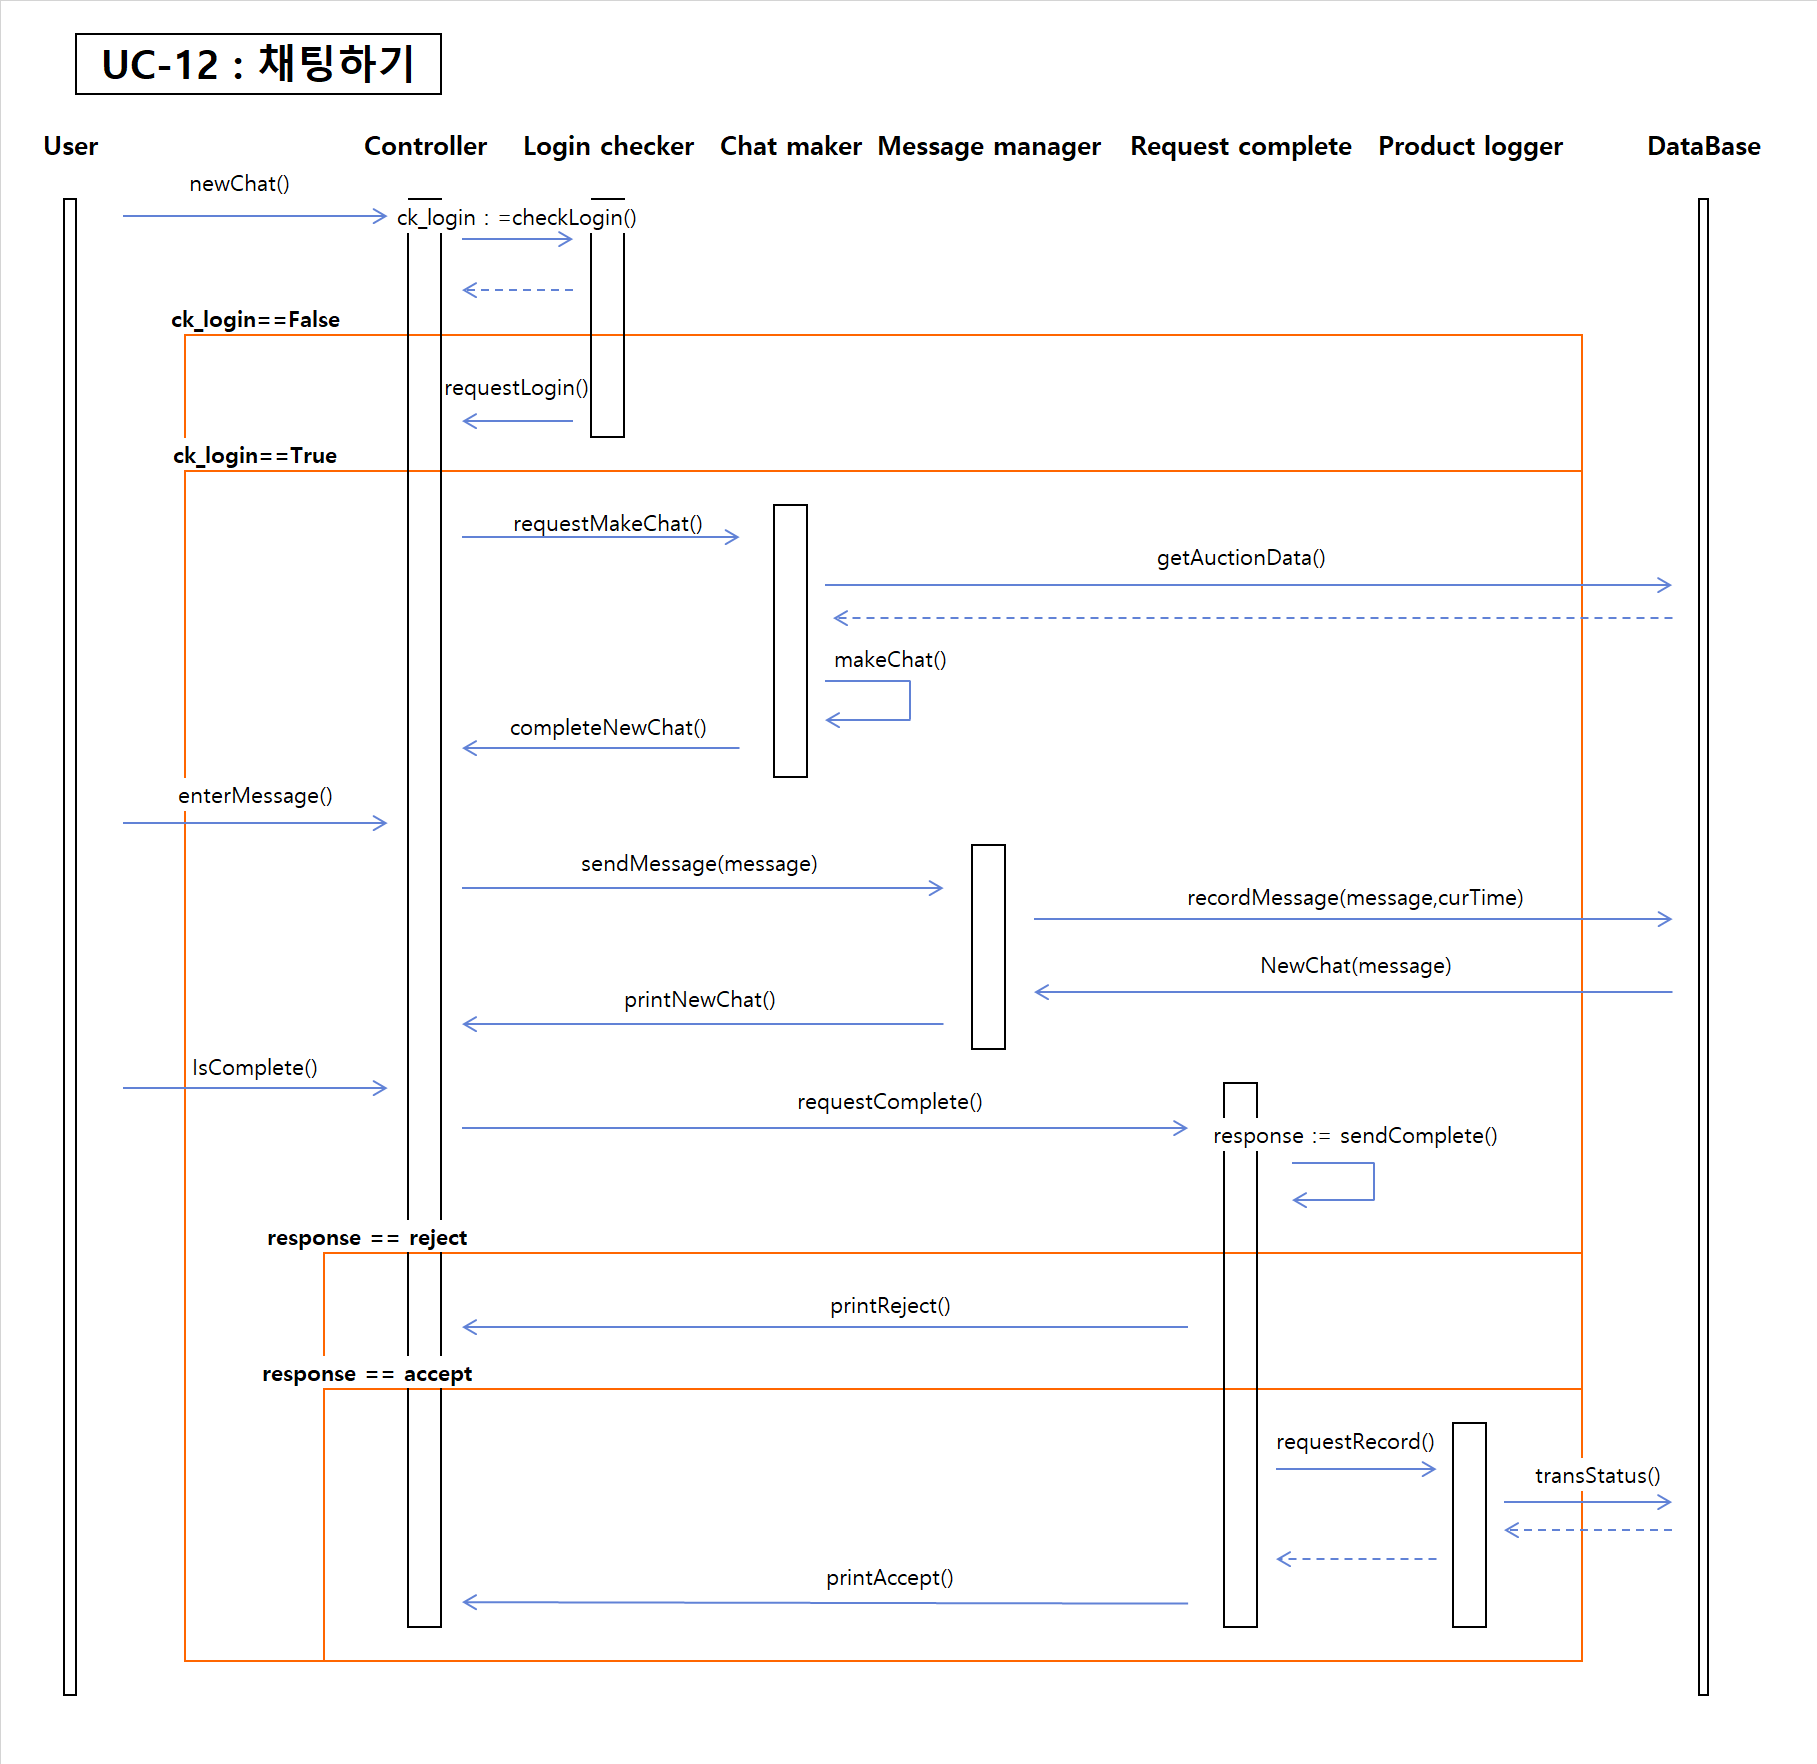 UC-12 : 채팅하기
User
Controller
Login checker
Chat maker
Message manager
Request complete
Product logger
DataBase
newChat()
ck_login : =checkLogin()
ck_login==False
requestLogin()
ck_login==True
requestMakeChat()
getAuctionData()
makeChat()
completeNewChat()
enterMessage()
sendMessage(message)
recordMessage(message,curTime)
NewChat(message)
printNewChat()
IsComplete()
requestComplete()
response := sendComplete()
response == reject
printReject()
response == accept
requestRecord()
transStatus()
printAccept()